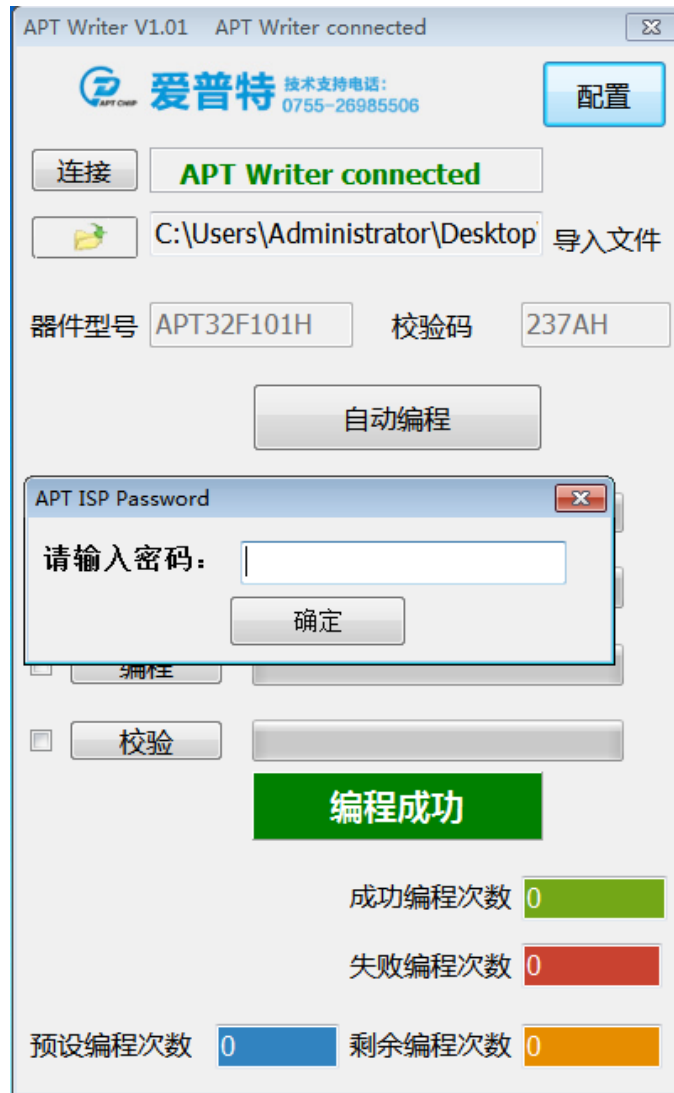 APT Writer V1.01 APT Writer connected
APT CHIP
爱普特
技术支持电话:
0755-26985506
配置
连接
APT Writer connected
C:\Users\Administrator\Desktop
导入文件
器件型号
APT32F101H
校验码
237AH
自动编程
APT ISP Password
请输入密码:
确定
编程
校验
编程成功
成功编程次数 0
失败编程次数 0
预设编程次数 0 剩余编程次数 0